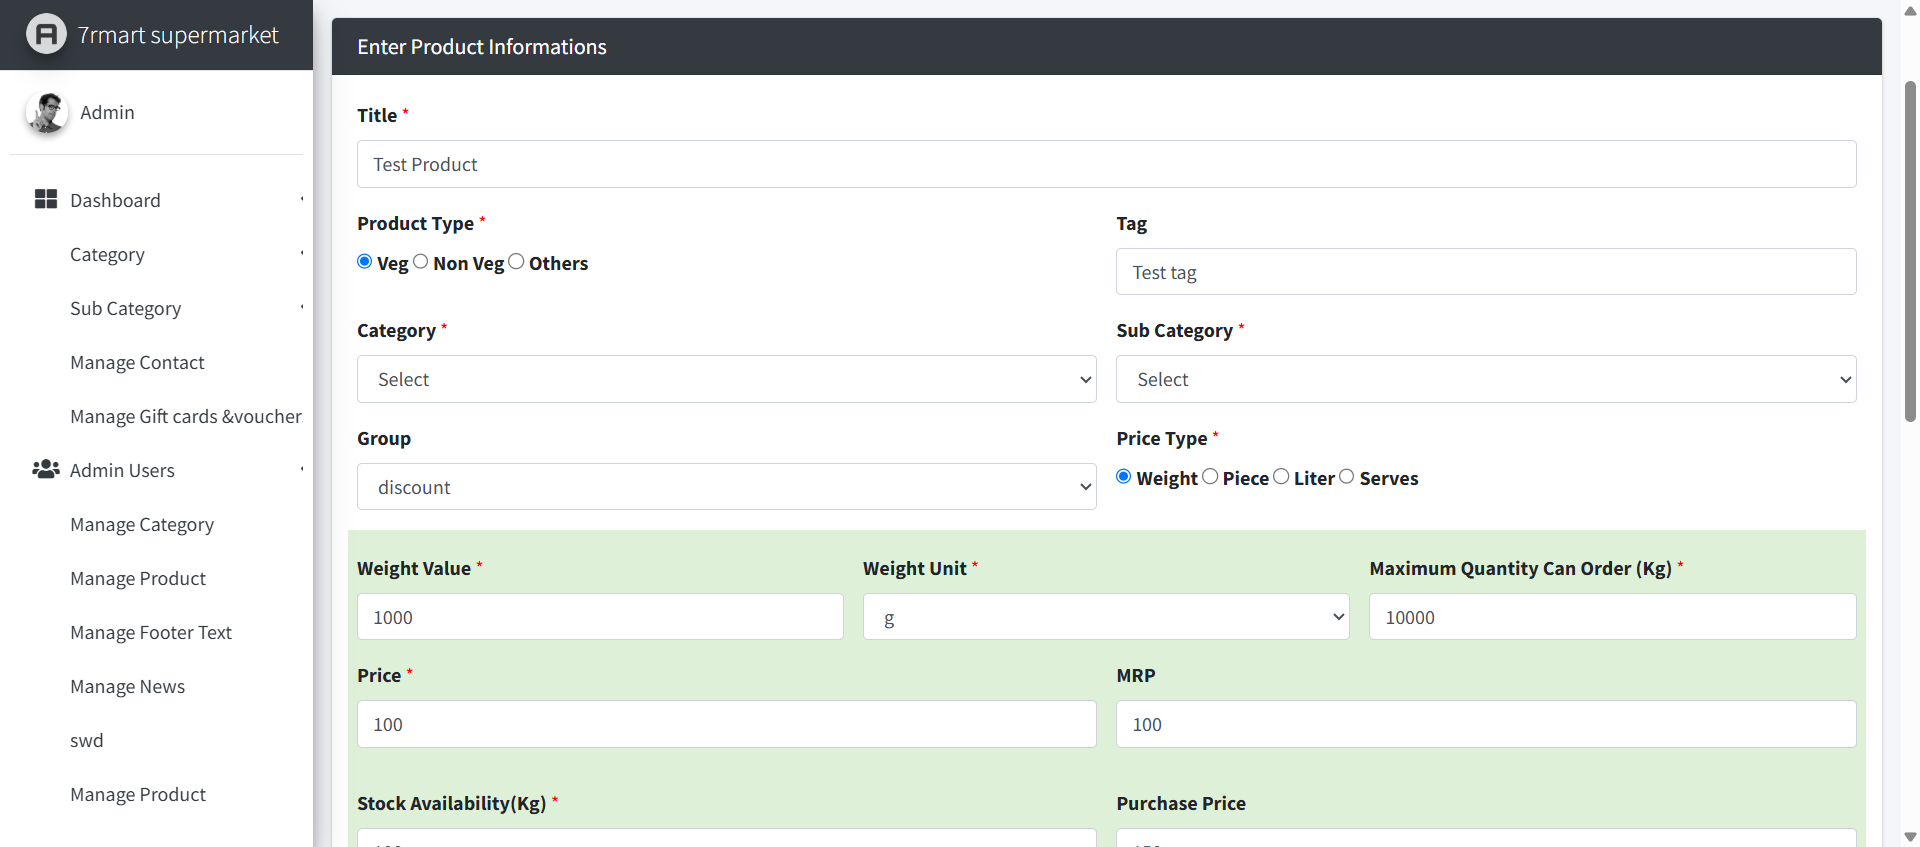 7rmart supermarket
Admin
Dashboard
Category
Sub Category
Manage Contact
Manage Gift cards &voucher
Admin Users
Manage Category
Manage Product
Manage Footer Text
Manage News
swd
Manage Product
Enter Product Informations
Title *
Test Product
Product Type * Tag
Veg Non Veg Others
Test tag
Category * Sub Category *
Select Select
Group Price Type *
discount
Weight Piece Liter Serves
Weight Value * Weight Unit * Maximum Quantity Can Order (Kg) *
1000 g 10000
Price * MRP
100 100
Stock Availability(Kg) * Purchase Price